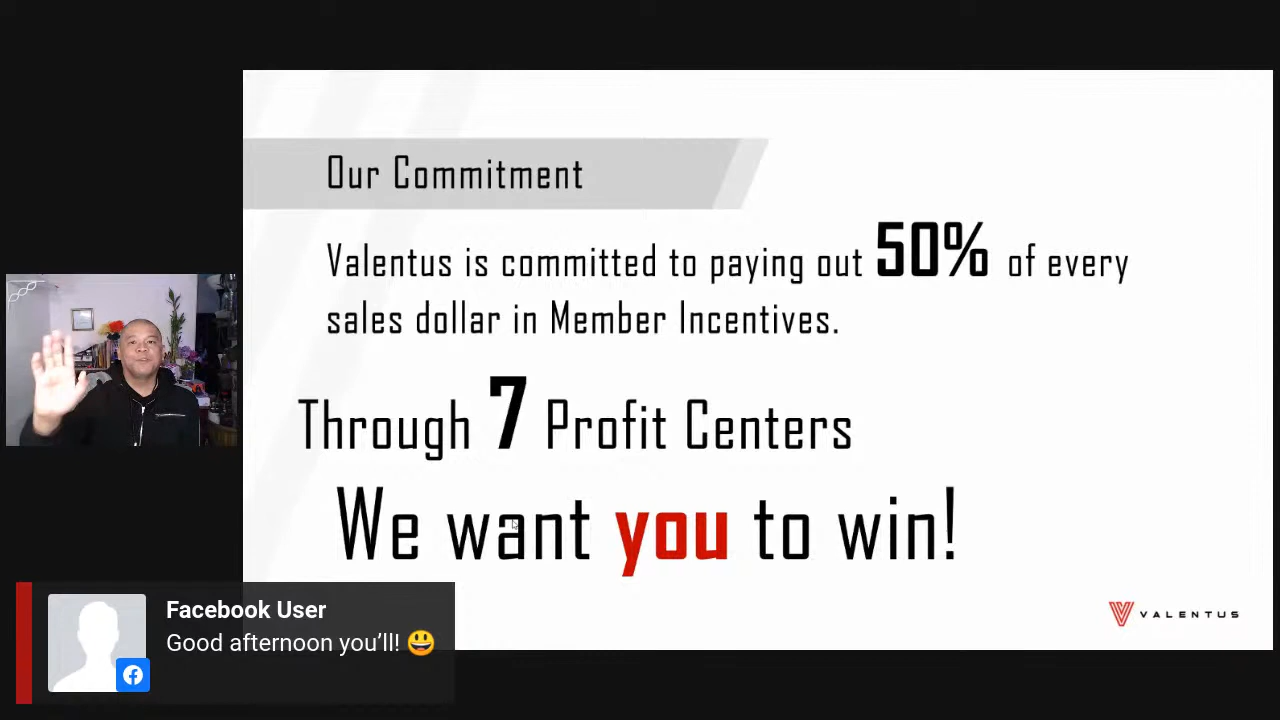 Our Commitment
Valentus is committed to paying out 50% of every
sales dollar in Member Incentives.
Through 7 Profit Centers
We want you to win!
VALENTUS
Facebook User
Good afternoon you’ll! 😃